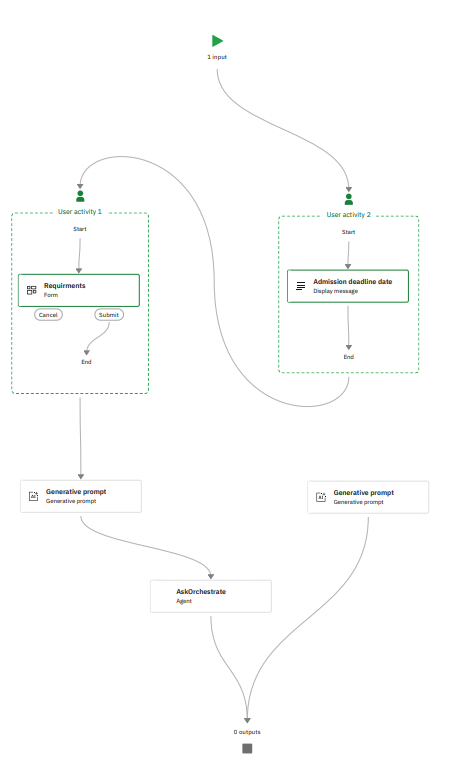 1 input
User activity 1
Start
Requirments
Form
Cancel
Submit
End
User activity 2
Start
Admission deadline date
Display message
End
Generative prompt
Generative prompt
Generative prompt
Generative prompt
AskOrchestrate
Agent
0 outputs